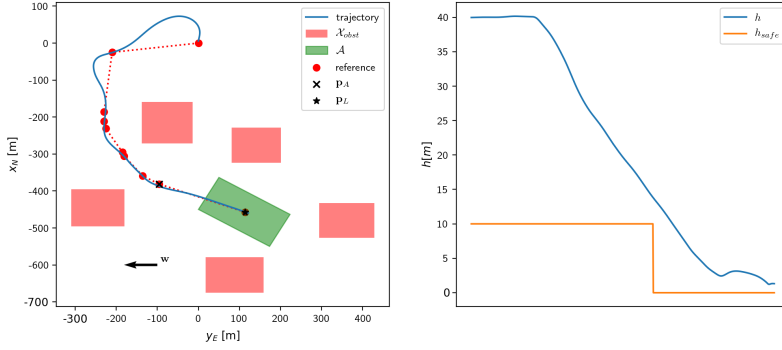 trajectory
𝒳obst
𝒜
reference
p_A
p_L
w
100
0
-100
-200
-300
-400
-500
-600
-700
x_N [m]
-300 -200 -100 0 100 200 300 400
y_E [m]
h
h_safe
40
35
30
25
20
15
10
5
0
h[m]